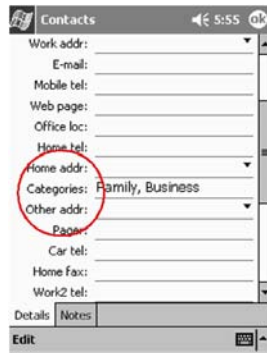 Contacts 5:55 ok
Work addr:
E-mail:
Mobile tel:
Web page:
Office loc:
Home tel:
Home addr:
Categories: Family, Business
Other addr:
Pager:
Car tel:
Home fax:
Work2 tel:
Details Notes
Edit